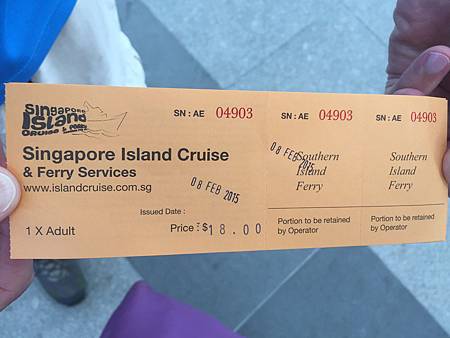 Singapore
Island
CRUISE & FERRY
SN : AE 04903
Singapore Island Cruise
& Ferry Services
www.islandcruise.com.sg
08 FEB 2015
Issued Date :
1 X Adult
Price : $18.00
SN : AE 04903
08 FEB 2015
Southern
Island
Ferry
Portion to be retained
by Operator
SN : AE 04903
Southern
Island
Ferry
Portion to be retained
by Operator